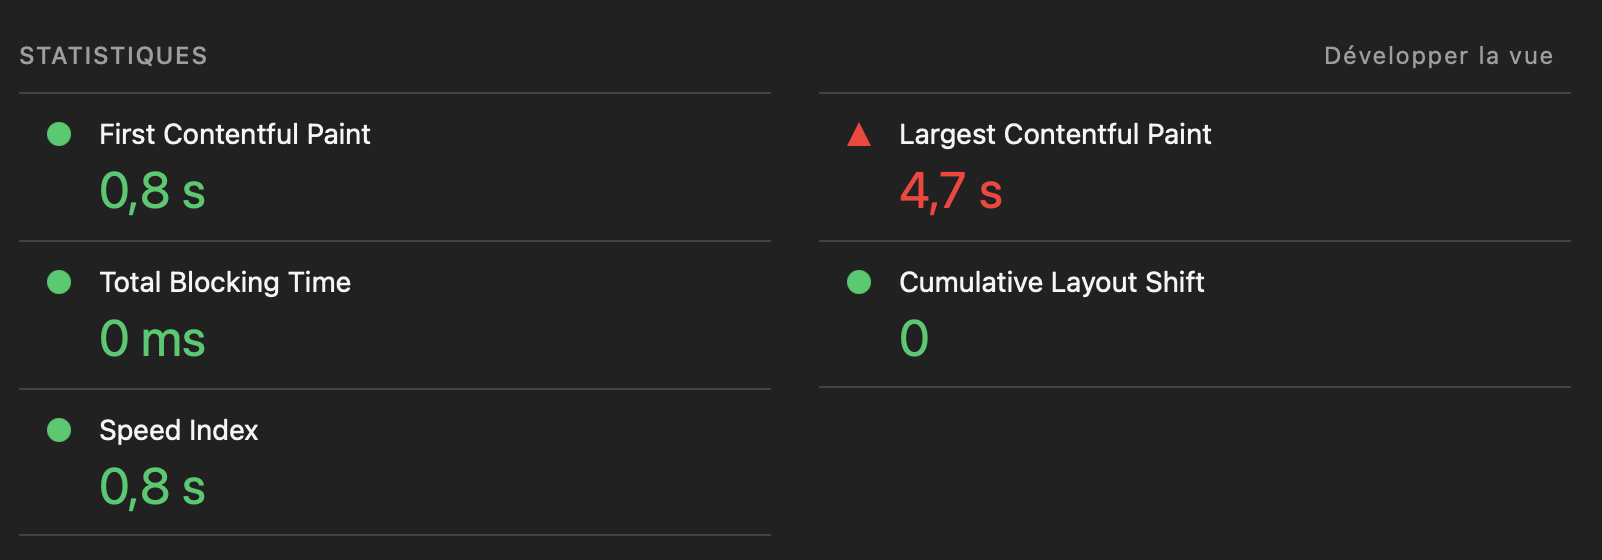 STATISTIQUES
Développer la vue
First Contentful Paint
0,8 s
Largest Contentful Paint
4,7 s
Total Blocking Time
0 ms
Cumulative Layout Shift
0
Speed Index
0,8 s